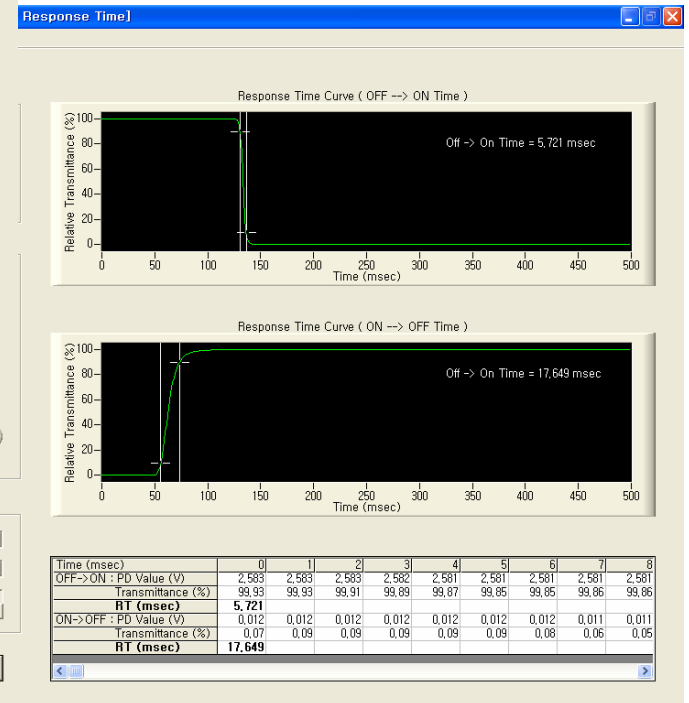 Response Time]
Response Time Curve ( OFF --> ON Time )
Relative Transmittance (%)
100
80
60
40
20
0
Off -> On Time = 5,721 msec
0 50 100 150 200 250 300 350 400 450 500
Time (msec)
Response Time Curve ( ON --> OFF Time )
Relative Transmittance (%)
100
80
60
40
20
0
Off -> On Time = 17,649 msec
0 50 100 150 200 250 300 350 400 450 500
Time (msec)
Time (msec) 0 1 2 3 4 5 6 7 8
OFF->ON : PD Value (V) 2,583 2,583 2,583 2,582 2,581 2,581 2,581 2,581 2,581
Transmittance (%) 99,93 99,93 99,91 99,89 99,87 99,85 99,85 99,86 99,86
RT (msec) 5,721
ON->OFF : PD Value (V) 0,012 0,012 0,012 0,012 0,012 0,012 0,012 0,011 0,011
Transmittance (%) 0,07 0,09 0,09 0,09 0,09 0,09 0,08 0,06 0,05
RT (msec) 17,649